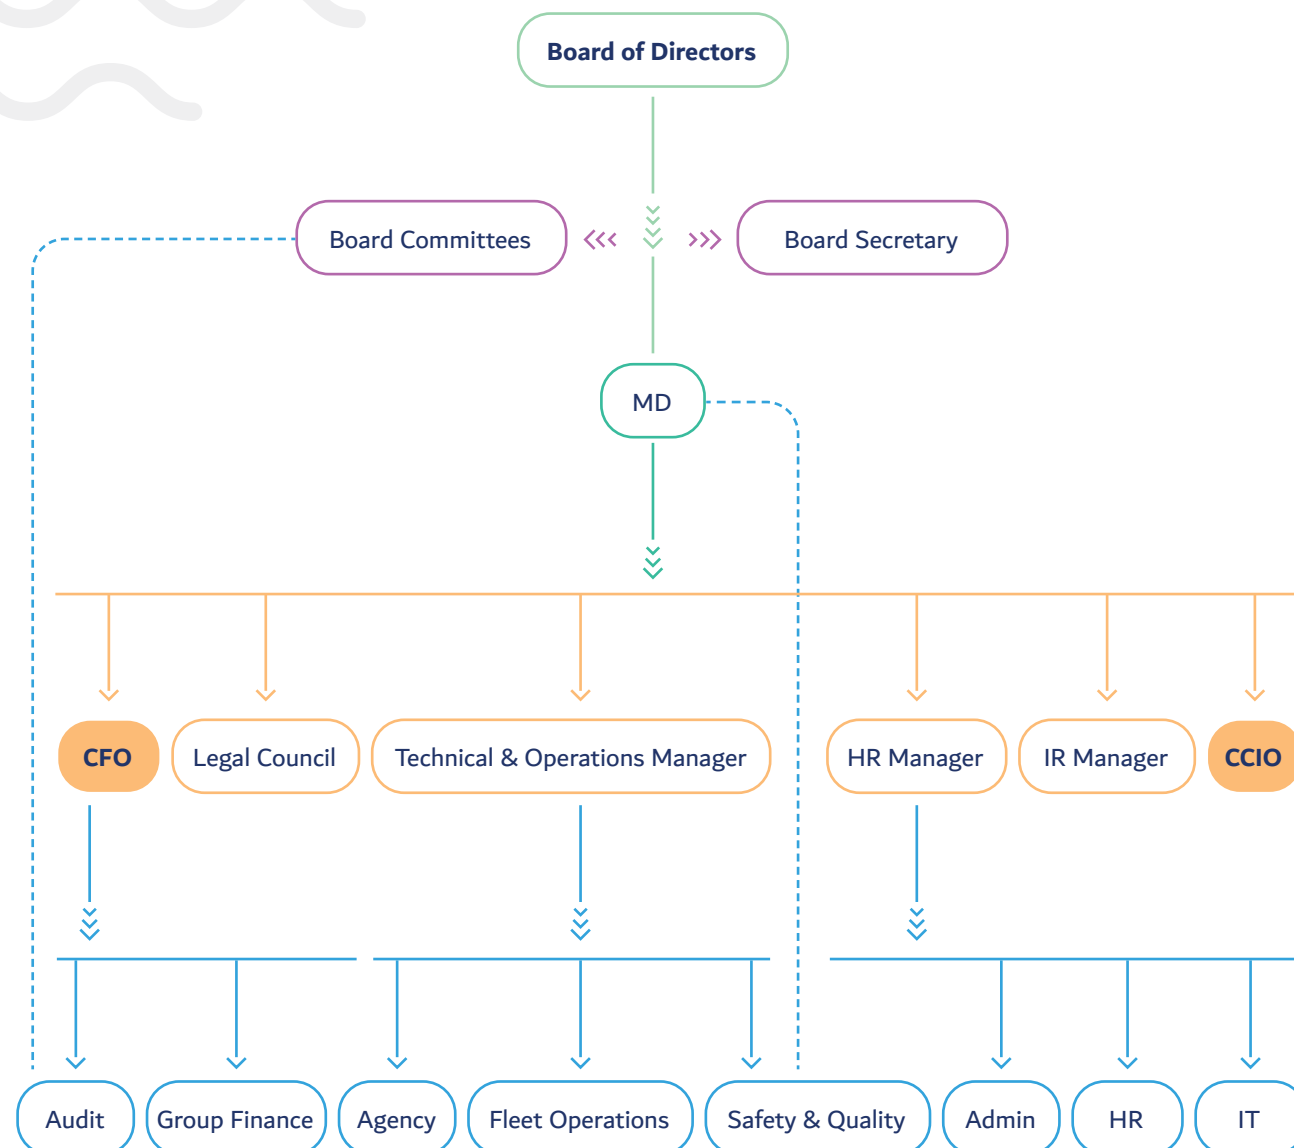 Board of Directors
Board Committees
Board Secretary
MD
CFO
Legal Council
Technical & Operations Manager
HR Manager
IR Manager
CCIO
Audit
Group Finance
Agency
Fleet Operations
Safety & Quality
Admin
HR
IT